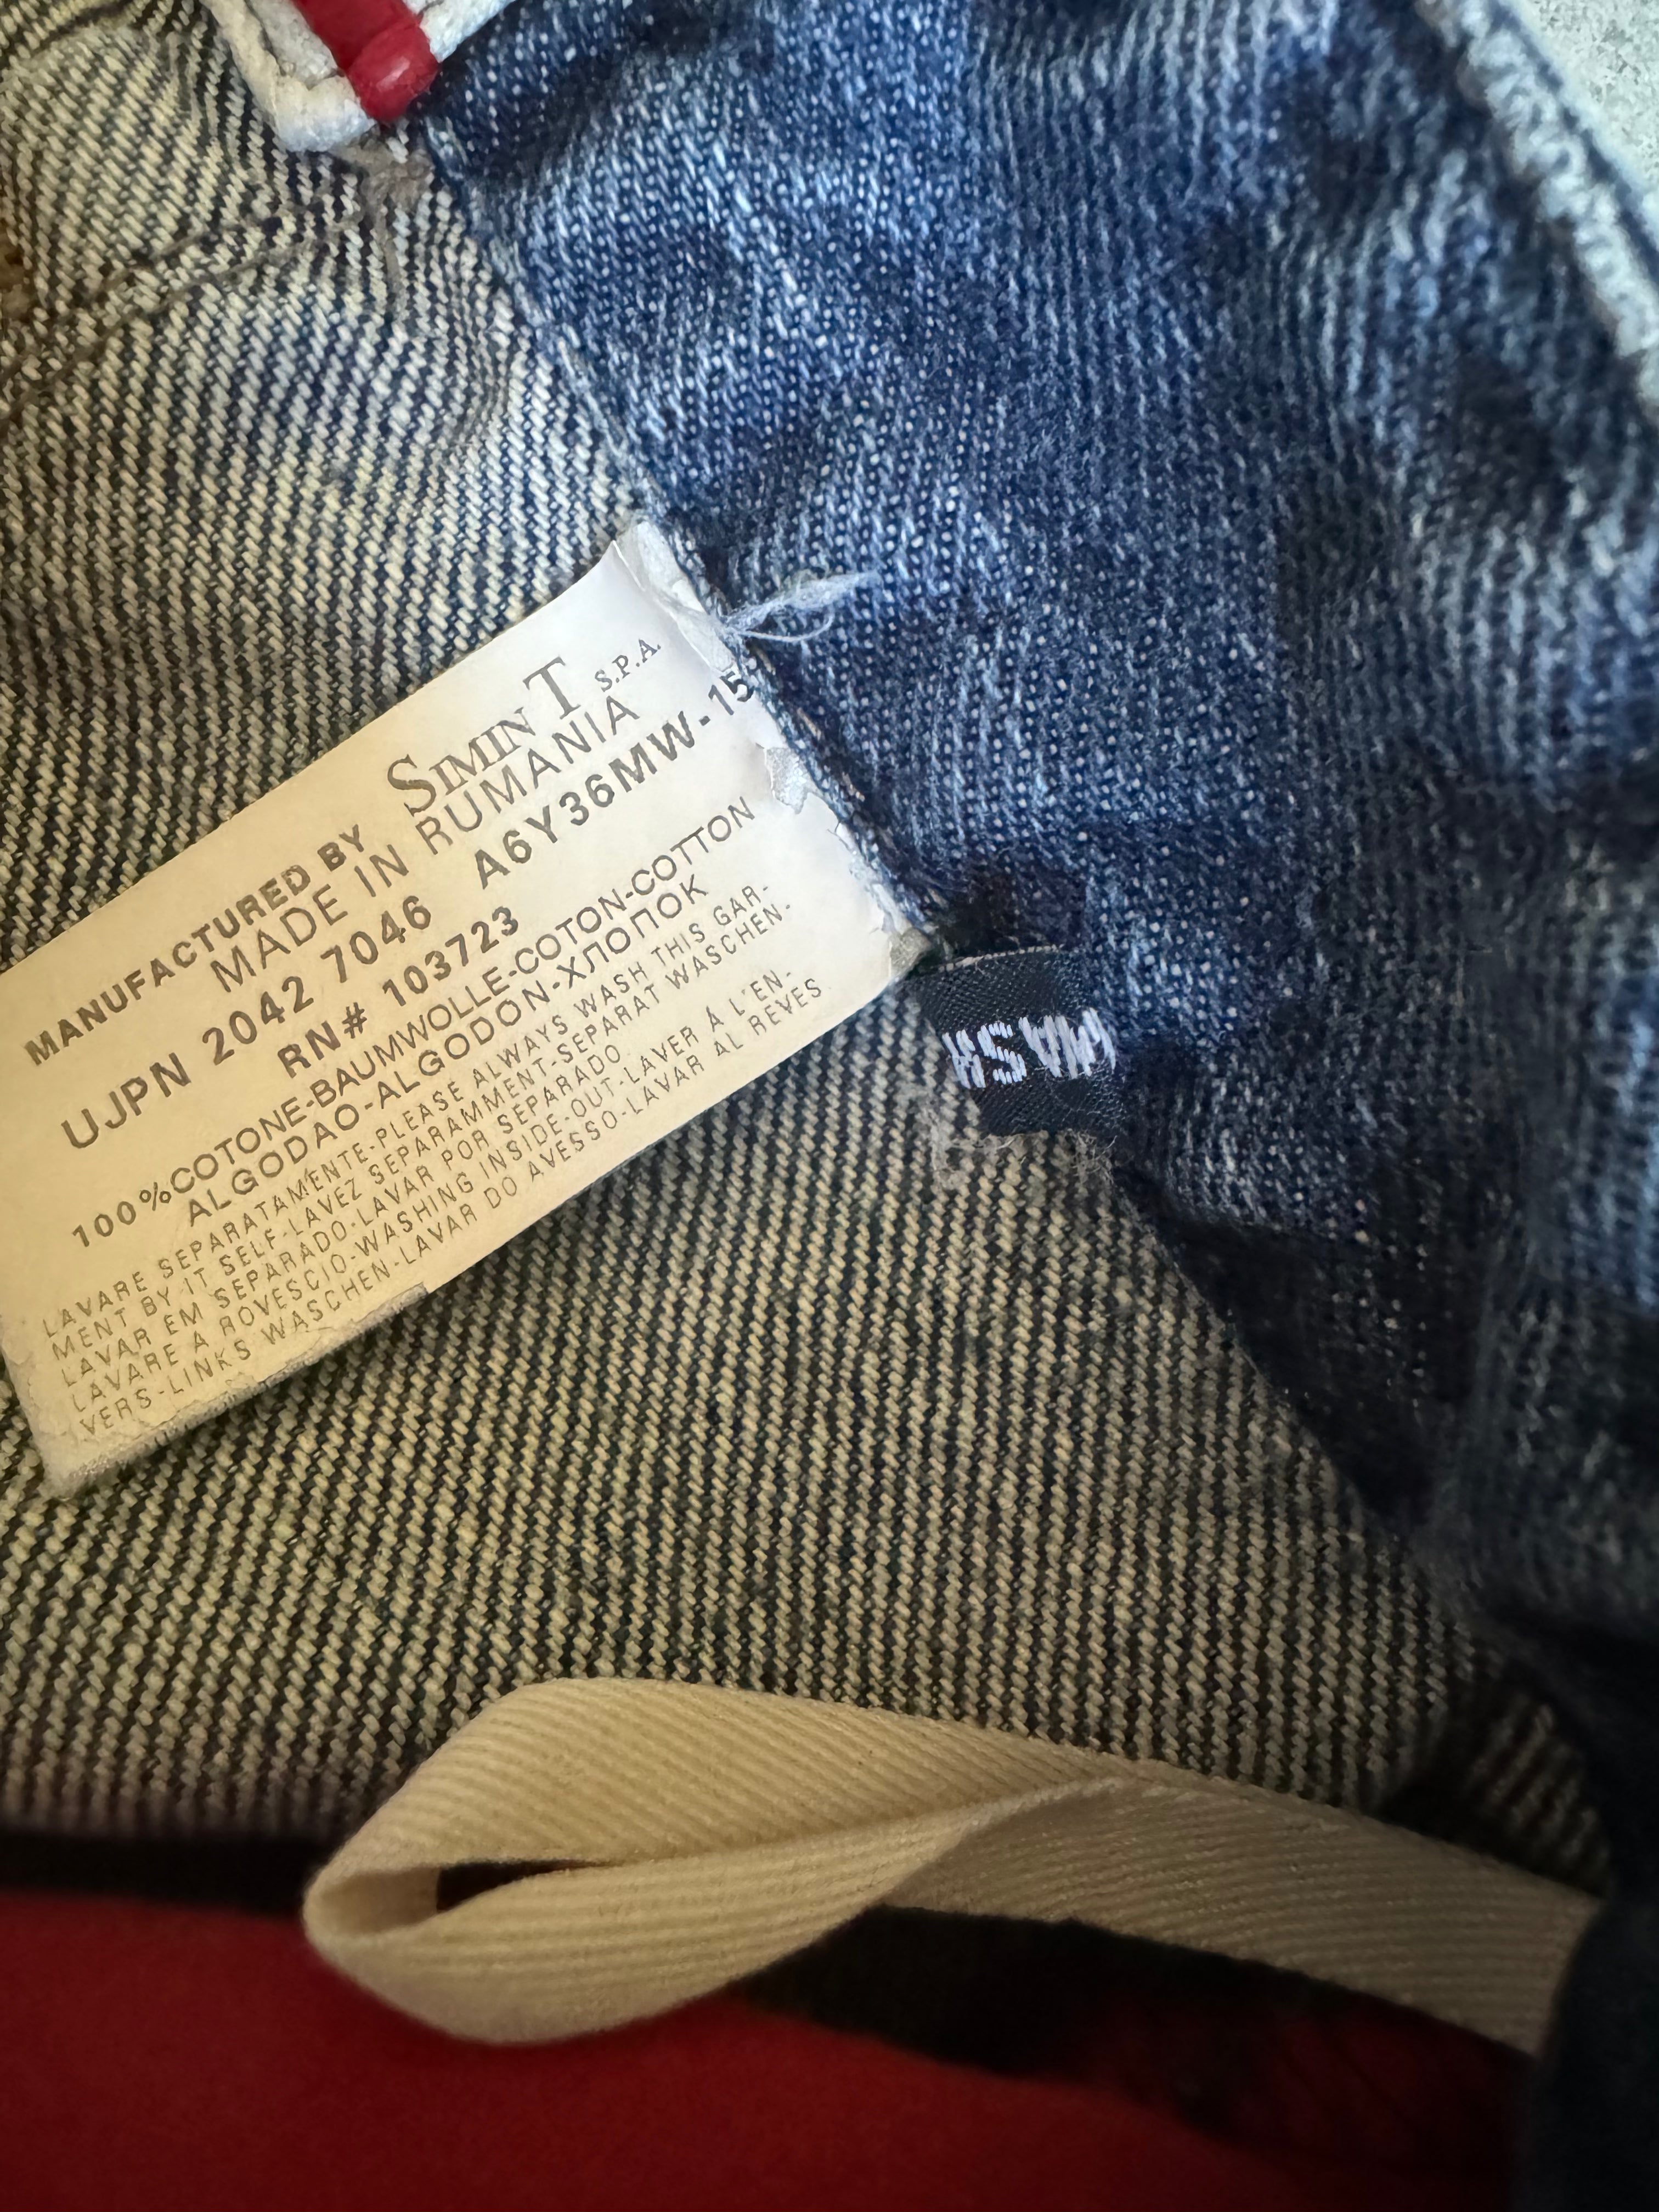 MANUFACTURED BY SIMINT S.P.A.
MADE IN RUMANIA
UJPN 2042 7046 A6Y36MW-15
RN# 103723
100%COTONE-BAUMWOLLE-COTON-COTTON
ALGODAO-ALGODON-ХЛОПОК
LAVARE SEPARATAMENTE-PLEASE ALWAYS WASH THIS GAR-
MENT BY IT SELF-LAVEZ SEPARAMMENT-SEPARAT WASCHEN-
LAVAR EM SEPARADO-LAVAR POR SEPARADO
LAVARE A ROVESCIO-WASHING INSIDE-OUT-LAVER À L'EN-
VERS-LINKS WASCHEN-LAVAR DO AVESSO-LAVAR AL REVES